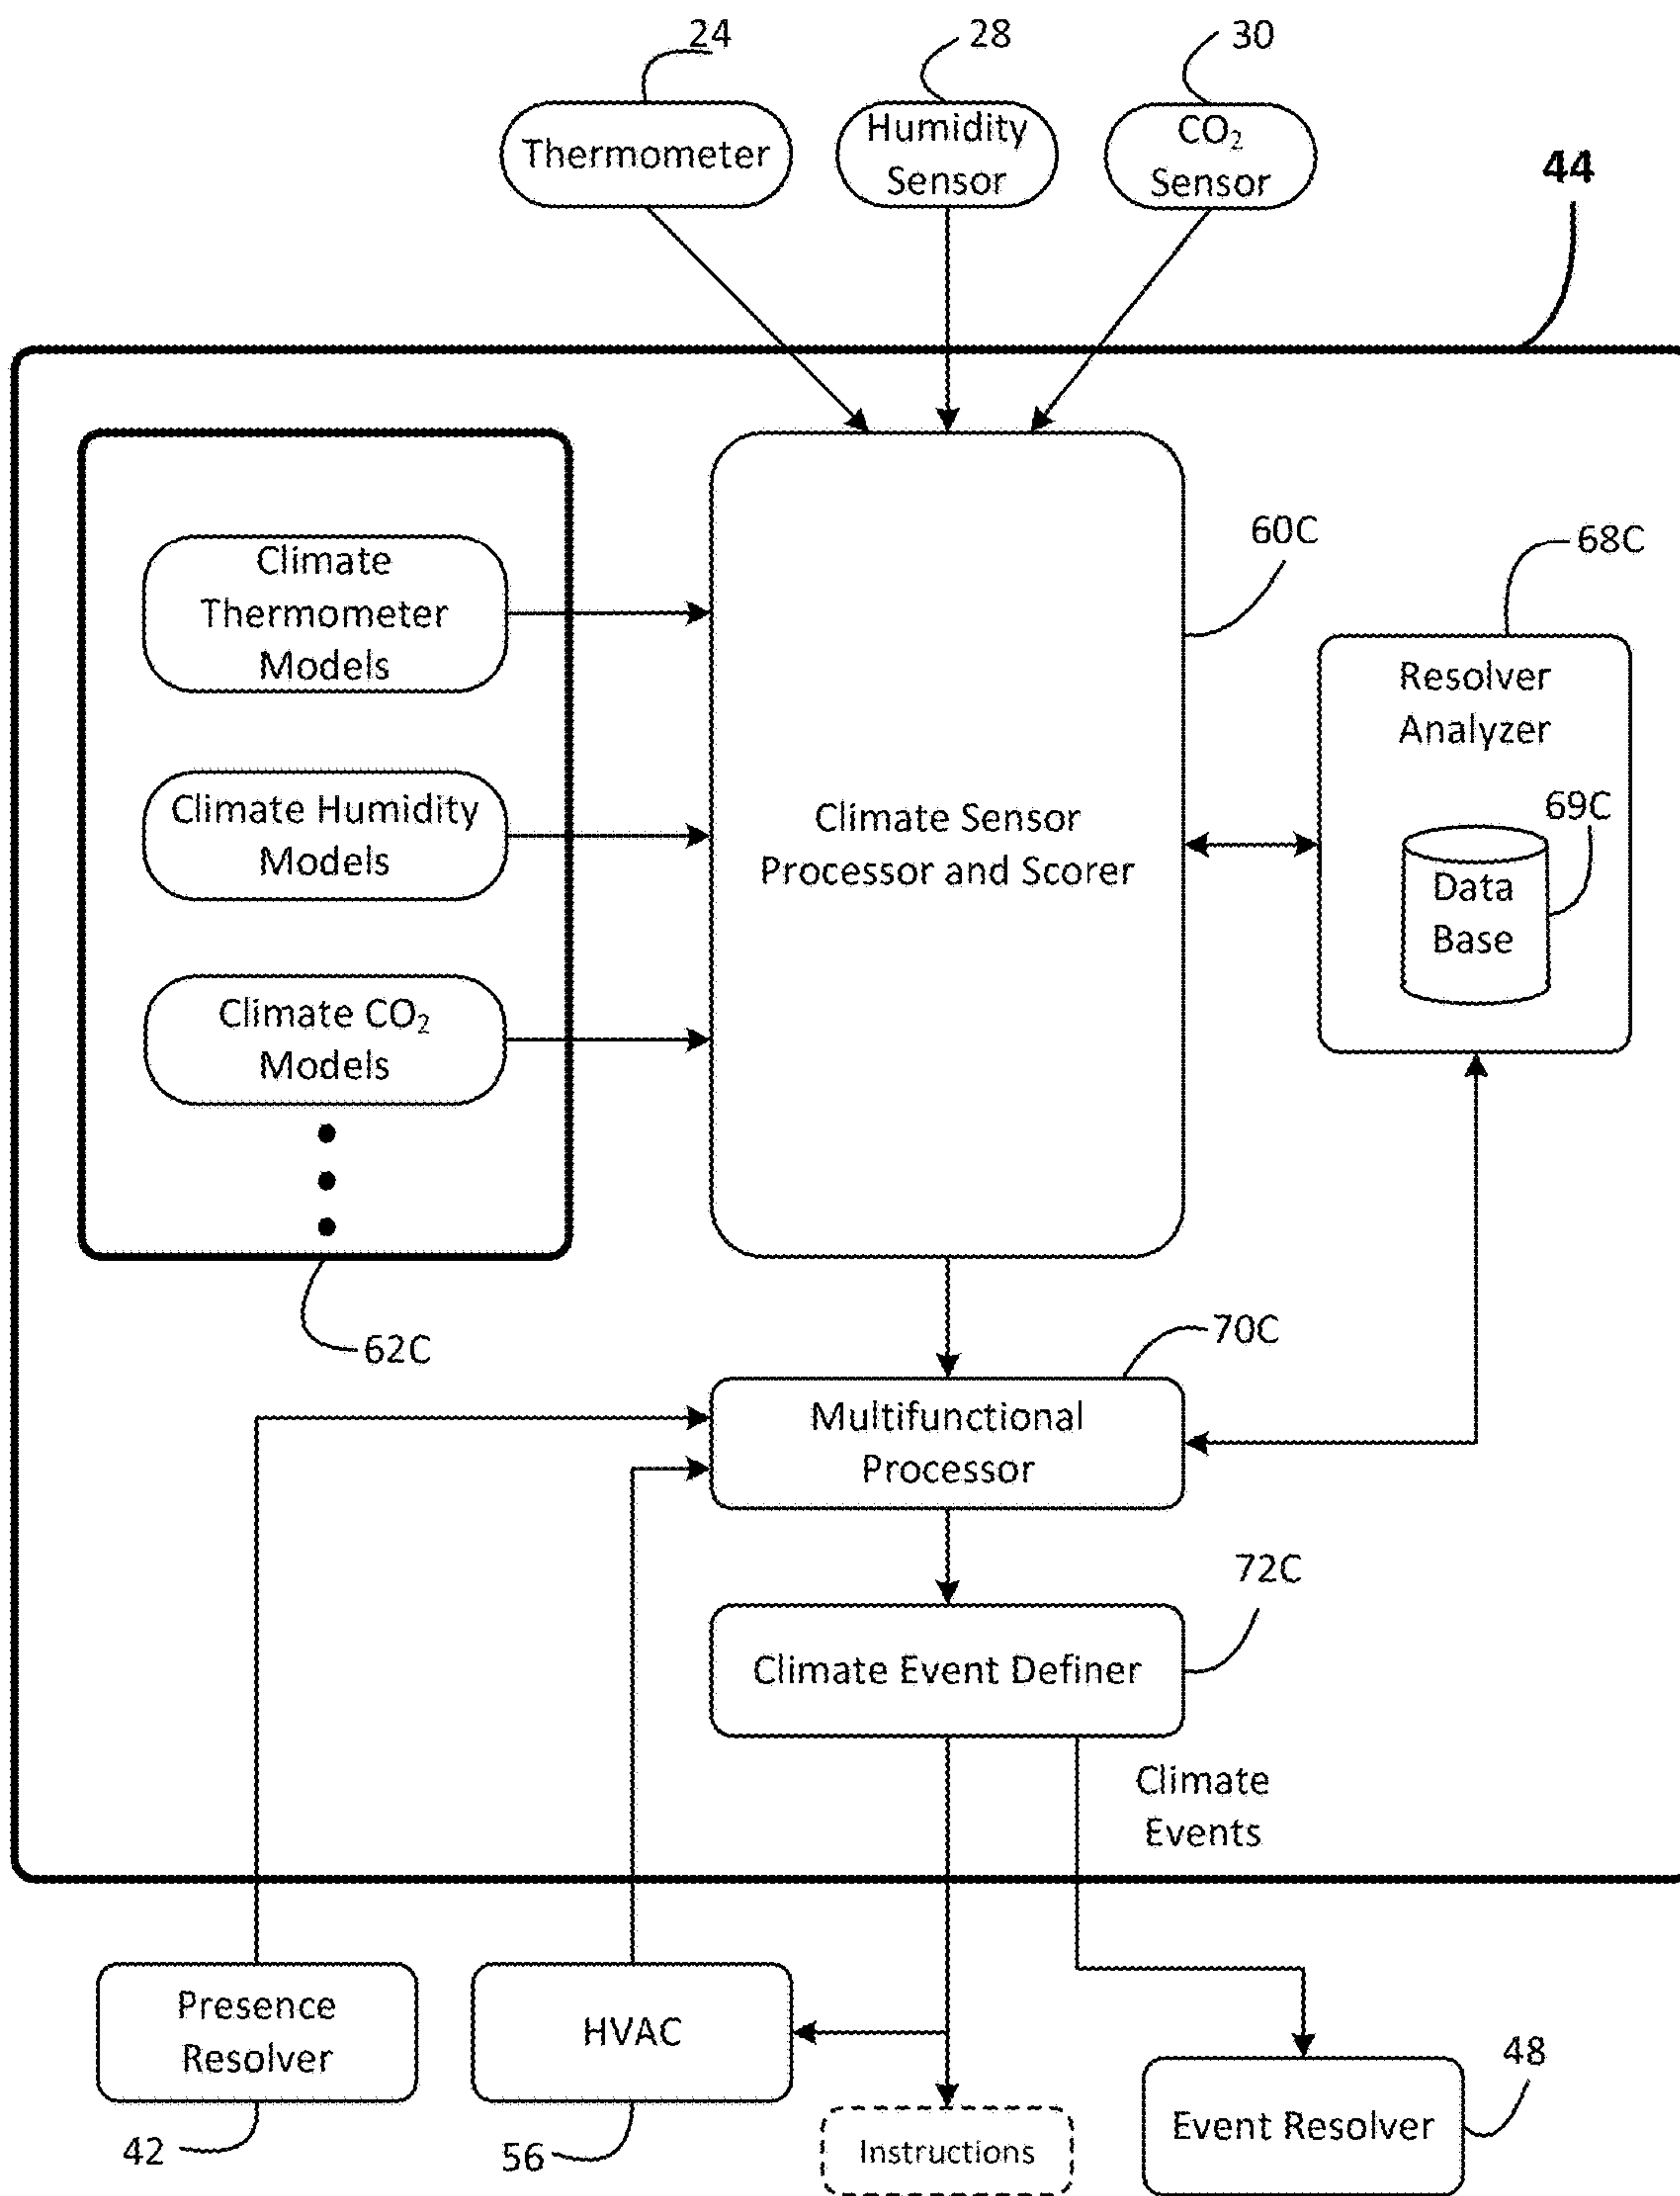 24
28
30
Thermometer
Humidity
Sensor
CO₂
Sensor
44
Climate
Thermometer
Models
Climate Humidity
Models
Climate CO₂
Models
62C
Climate Sensor
Processor and Scorer
60C
68C
Resolver
Analyzer
69C
Data
Base
70C
Multifunctional
Processor
72C
Climate Event Definer
Climate
Events
Presence
Resolver
42
HVAC
56
Instructions
Event Resolver
48